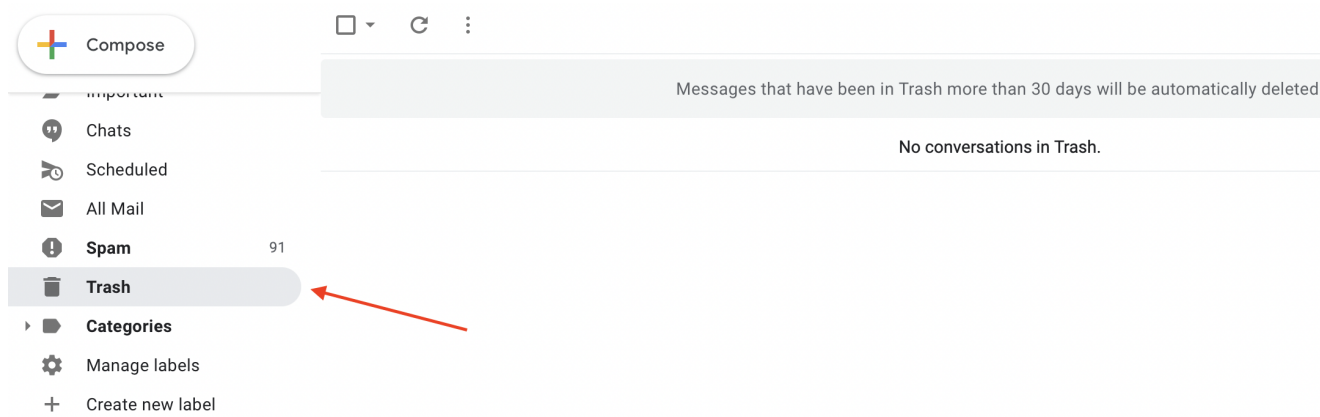 Compose
Important
Chats
Scheduled
All Mail
Spam 91
Trash
Categories
Manage labels
Create new label
Messages that have been in Trash more than 30 days will be automatically deleted
No conversations in Trash.